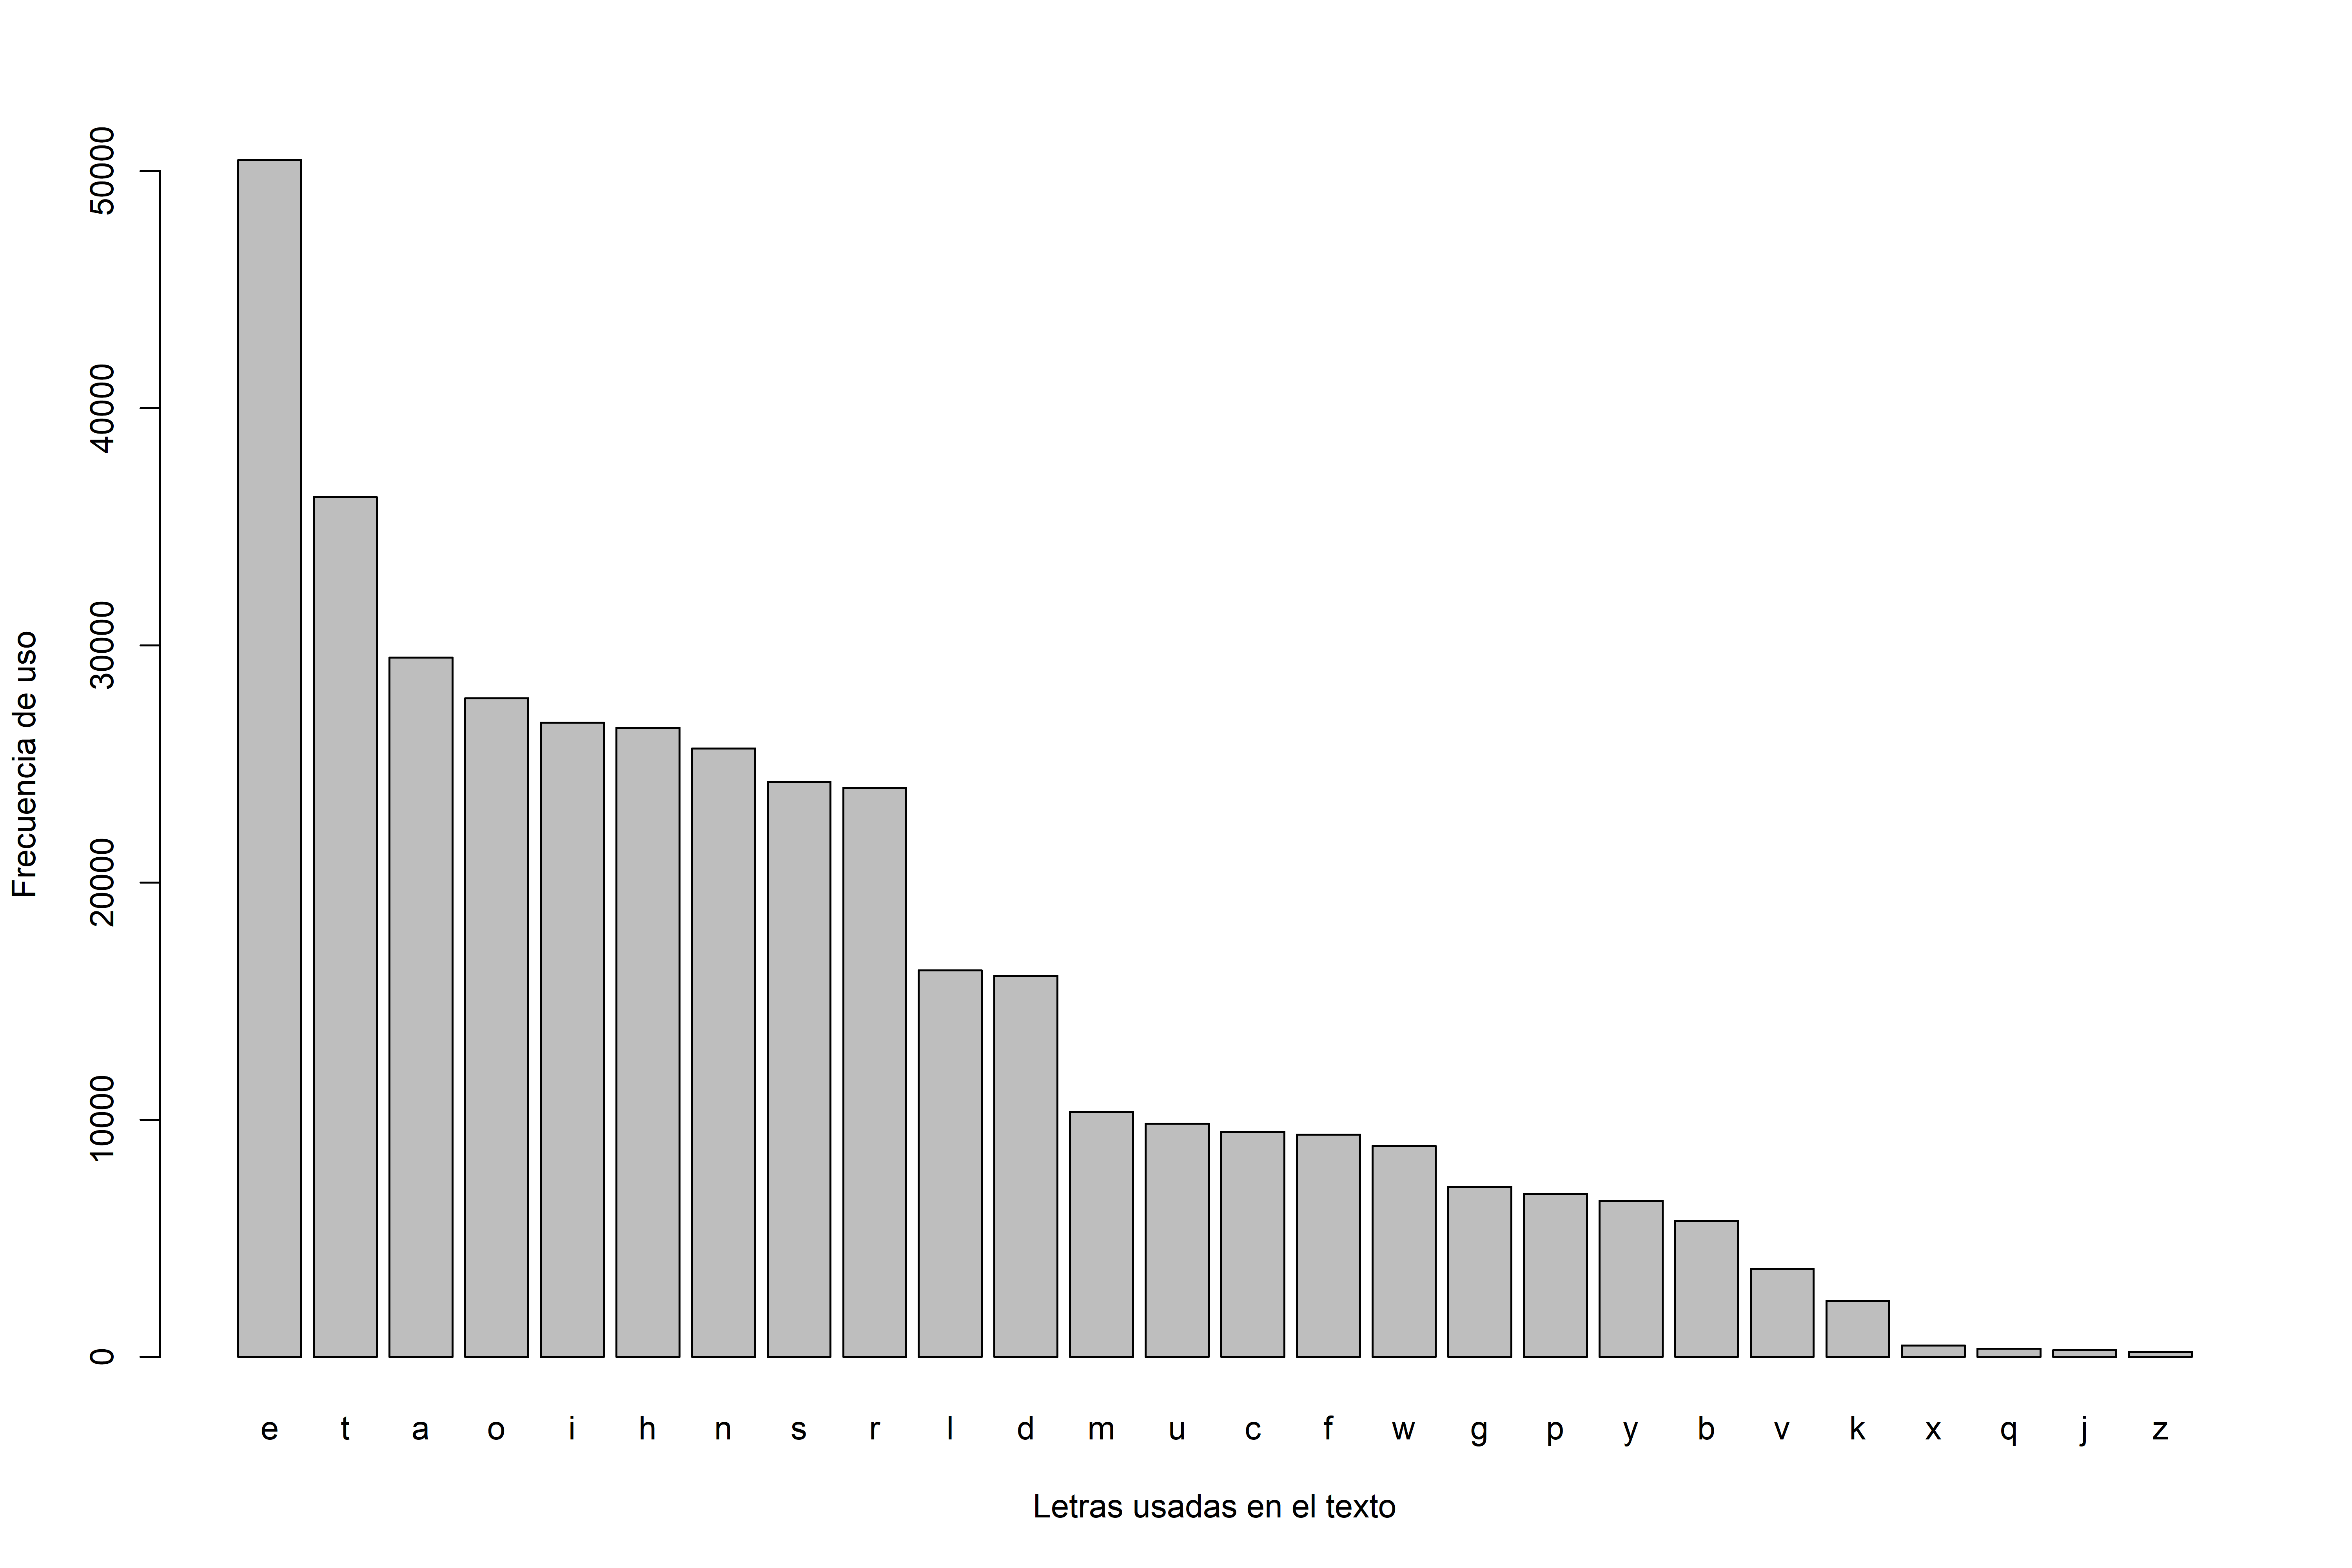 50000
40000
30000
20000
10000
0
Frecuencia de uso
e t a o i h n s r l d m u c f w g p y b v k x q j z
Letras usadas en el texto